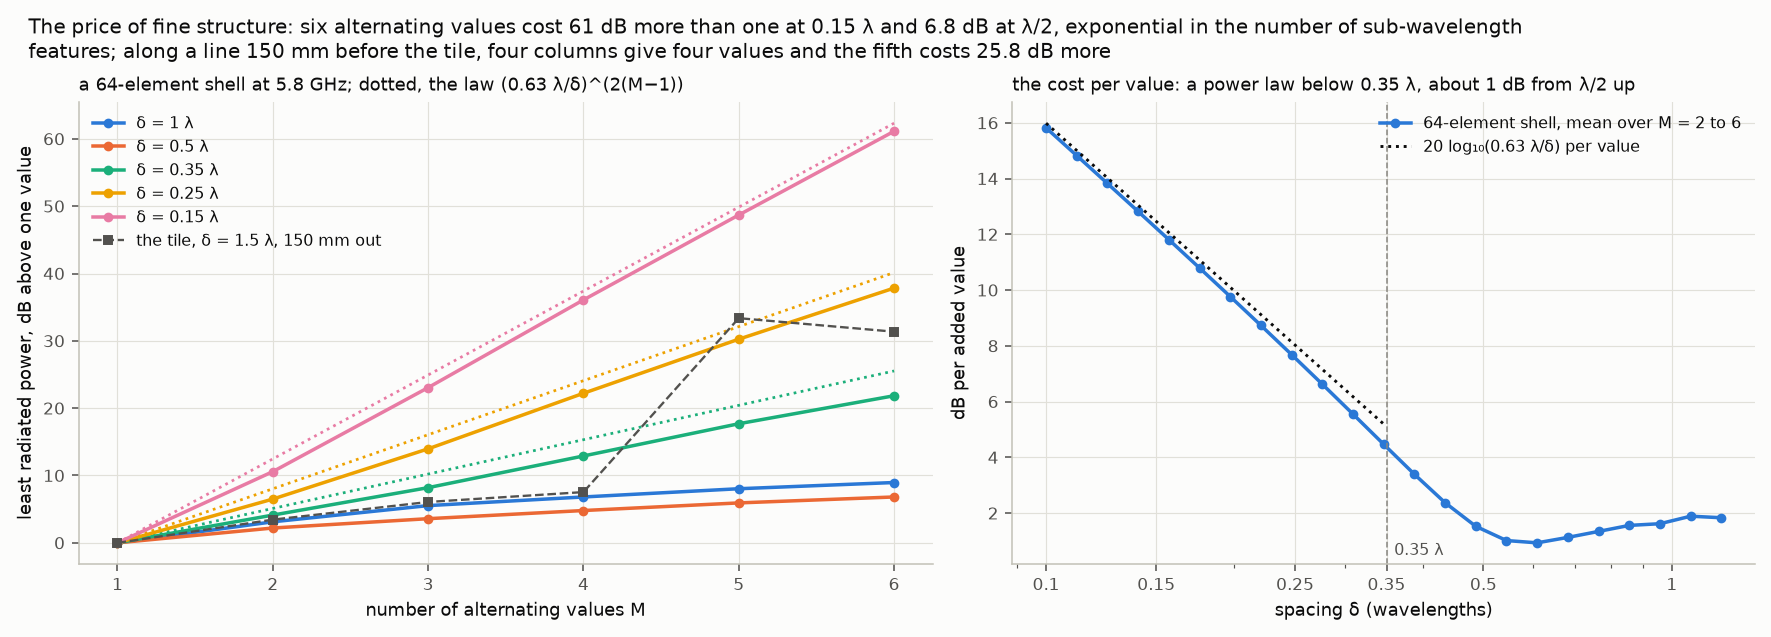 The price of fine structure: six alternating values cost 61 dB more than one at 0.15 λ and 6.8 dB at λ/2, exponential in the number of sub-wavelength
features; along a line 150 mm before the tile, four columns give four values and the fifth costs 25.8 dB more
a 64-element shell at 5.8 GHz; dotted, the law (0.63 λ/δ)^(2(M−1))
least radiated power, dB above one value
60
50
40
30
20
10
0
δ = 1 λ
δ = 0.5 λ
δ = 0.35 λ
δ = 0.25 λ
δ = 0.15 λ
the tile, δ = 1.5 λ, 150 mm out
1
2
3
4
5
6
number of alternating values M
the cost per value: a power law below 0.35 λ, about 1 dB from λ/2 up
dB per added value
16
14
12
10
8
6
4
2
64-element shell, mean over M = 2 to 6
20 log₁₀(0.63 λ/δ) per value
0.35 λ
0.1
0.15
0.25
0.35
0.5
1
spacing δ (wavelengths)